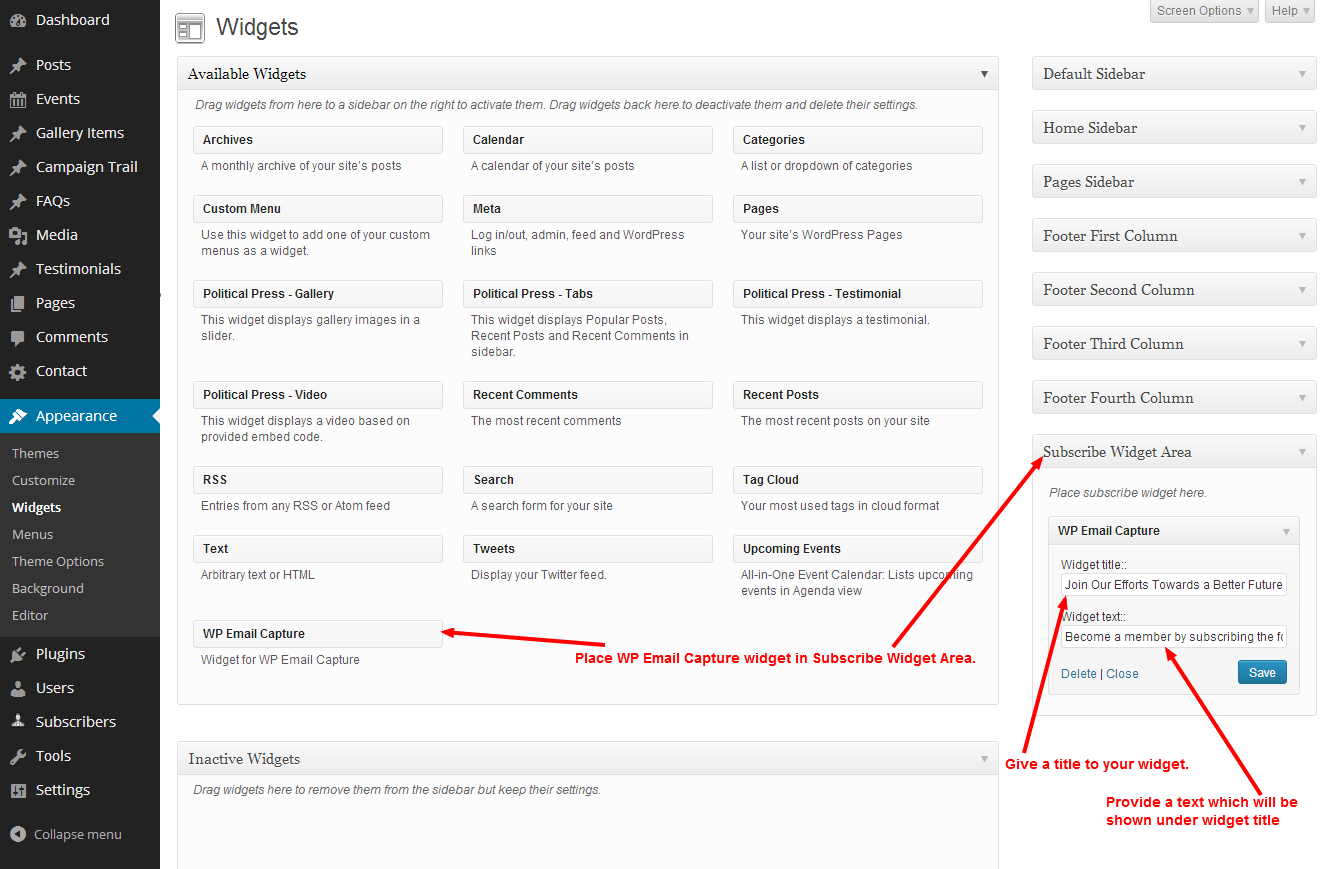 Dashboard
Posts
Events
Gallery Items
Campaign Trail
FAQs
Media
Testimonials
Pages
Comments
Contact
Appearance
Themes
Customize
Widgets
Menus
Theme Options
Background
Editor
Plugins
Users
Subscribers
Tools
Settings
Collapse menu
Screen Options
Help
Widgets
Available Widgets
Drag widgets from here to a sidebar on the right to activate them. Drag widgets back here to deactivate them and delete their settings.
Archives
A monthly archive of your site's posts
Calendar
A calendar of your site's posts
Categories
A list or dropdown of categories
Custom Menu
Use this widget to add one of your custom
menus as a widget.
Meta
Log in/out, admin, feed and WordPress
links
Pages
Your site's WordPress Pages
Political Press - Gallery
This widget displays gallery images in a
slider.
Political Press - Tabs
This widget displays Popular Posts,
Recent Posts and Recent Comments in
sidebar.
Political Press - Testimonial
This widget displays a testimonial.
Political Press - Video
This widget displays a video based on
provided embed code.
Recent Comments
The most recent comments
Recent Posts
The most recent posts on your site
RSS
Entries from any RSS or Atom feed
Search
A search form for your site
Tag Cloud
Your most used tags in cloud format
Text
Arbitrary text or HTML
Tweets
Display your Twitter feed.
Upcoming Events
All-in-One Event Calendar: Lists upcoming
events in Agenda view
WP Email Capture
Widget for WP Email Capture
Place WP Email Capture widget in Subscribe Widget Area.
Inactive Widgets
Drag widgets here to remove them from the sidebar but keep their settings.
Default Sidebar
Home Sidebar
Pages Sidebar
Footer First Column
Footer Second Column
Footer Third Column
Footer Fourth Column
Subscribe Widget Area
Place subscribe widget here.
WP Email Capture
Widget title::
Join Our Efforts Towards a Better Future
Widget text::
Become a member by subscribing the fo
Delete | Close
Save
Give a title to your widget.
Provide a text which will be
shown under widget title